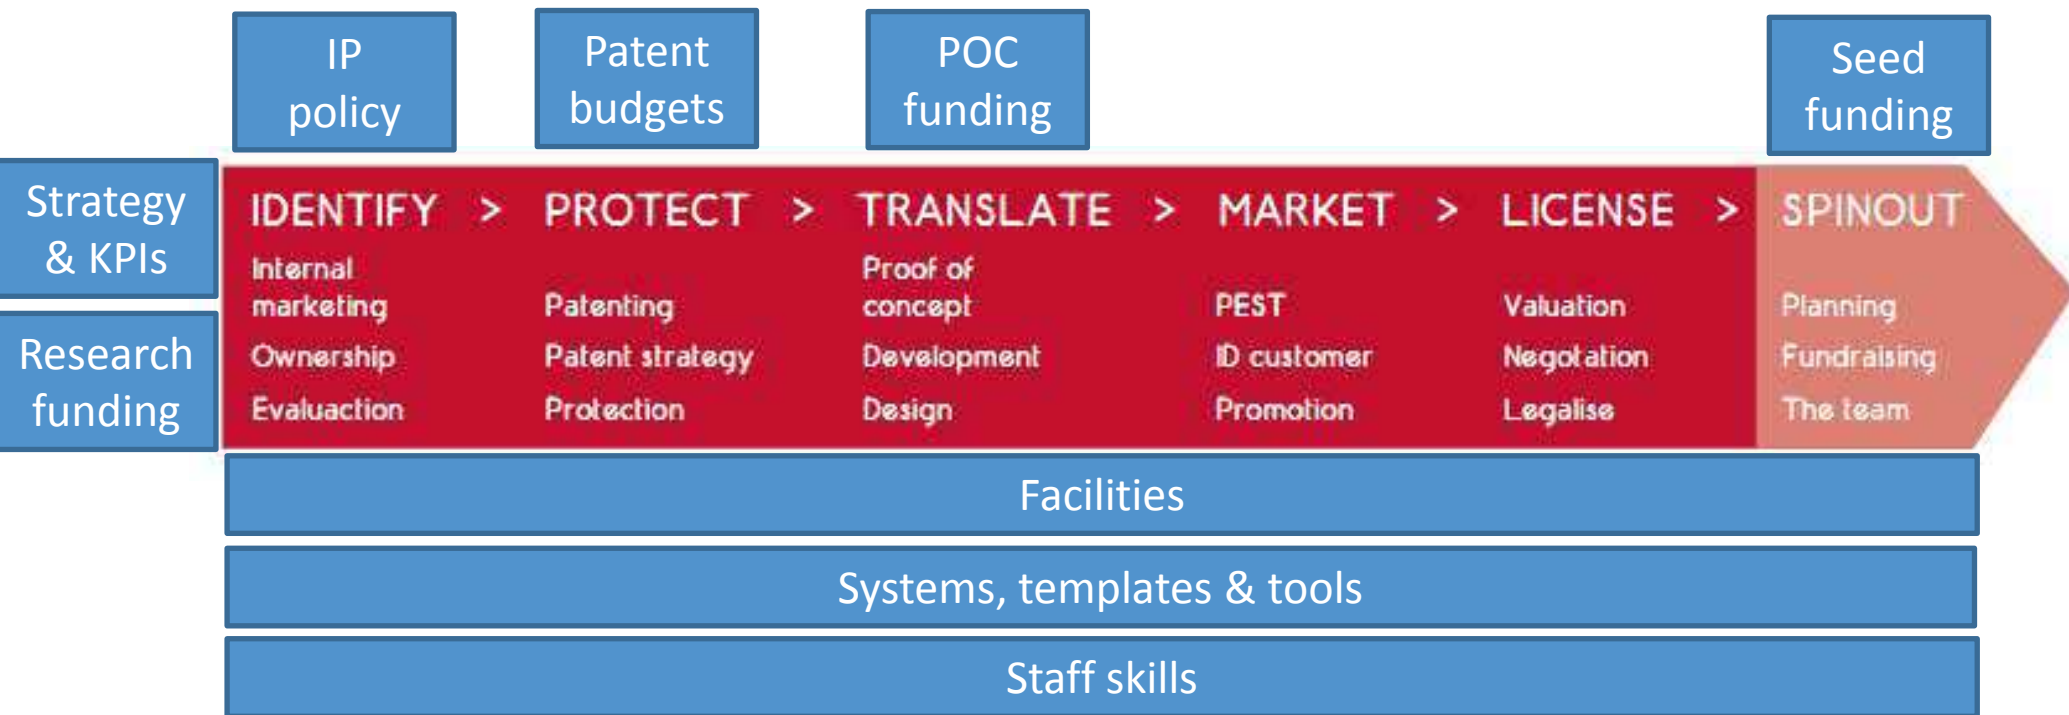 IP
policy
Patent
budgets
POC
funding
Seed
funding
Strategy
& KPIs
Research
funding
IDENTIFY > PROTECT > TRANSLATE > MARKET > LICENSE > SPINOUT
Internal
marketing
Ownership
Evaluaction
Patenting
Patent strategy
Protection
Proof of
concept
Development
Design
PEST
ID customer
Promotion
Valuation
Negotation
Legalise
Planning
Fundraising
The team
Facilities
Systems, templates & tools
Staff skills